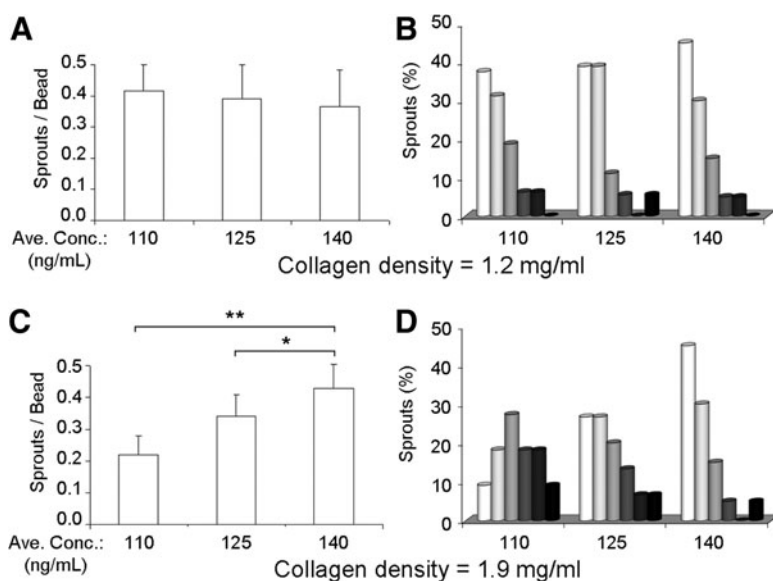 A
Sprouts / Bead
0.5
0.4
0.3
0.2
0.1
0.0
Ave. Conc.: 110 125 140
(ng/mL)
B
Sprouts (%)
50
40
30
20
10
0
110 125 140
Collagen density = 1.2 mg/ml
C
** 
*
Sprouts / Bead
0.5
0.4
0.3
0.2
0.1
0.0
Ave. Conc.: 110 125 140
(ng/mL)
D
Sprouts (%)
50
40
30
20
10
0
110 125 140
Collagen density = 1.9 mg/ml